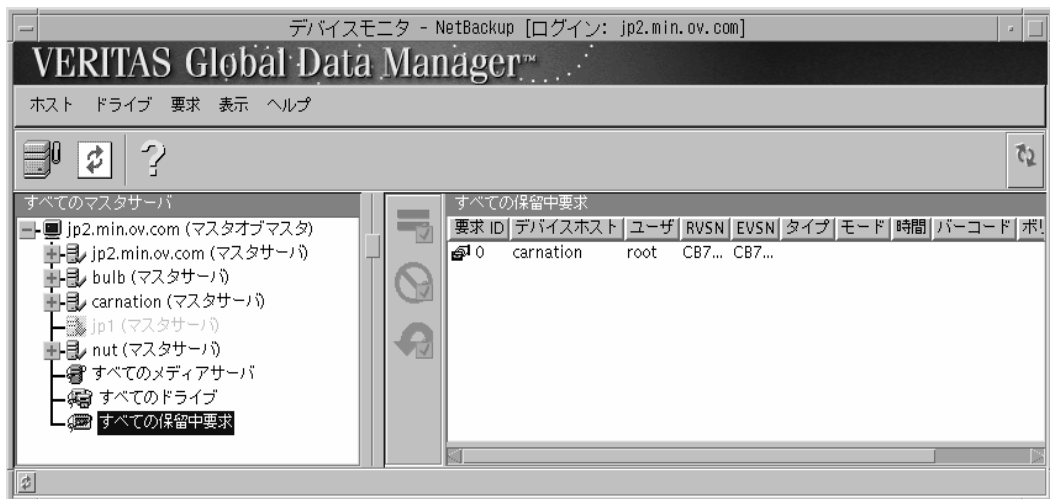 デバイスモニタ - NetBackup [ログイン: jp2.min.ov.com]
VERITAS Global Data Manager™
ホスト ドライブ 要求 表示 ヘルプ
すべてのマスタサーバ
jp2.min.ov.com (マスタオブマスタ)
jp2.min.ov.com (マスタサーバ)
bulb (マスタサーバ)
carnation (マスタサーバ)
jp1 (マスタサーバ)
nut (マスタサーバ)
すべてのメディアサーバ
すべてのドライブ
すべての保留中要求
すべての保留中要求
要求 ID デバイスホスト ユーザ RVSN EVSN タイプ モード 時間 バーコード ボリ
0 carnation root CB7... CB7...